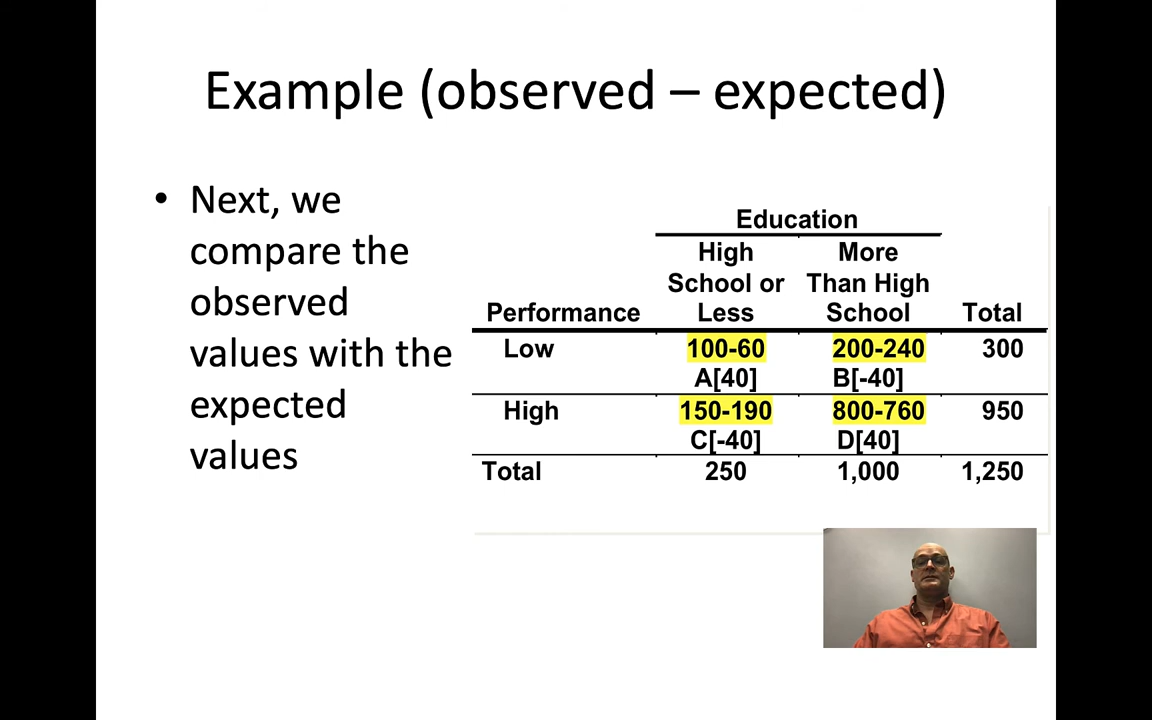 Example (observed – expected)
• Next, we
compare the
observed
values with the
expected
values
Education
High More
School or Than High
Performance Less School Total
Low 100-60 200-240 300
A[40] B[-40]
High 150-190 800-760 950
C[-40] D[40]
Total 250 1,000 1,250